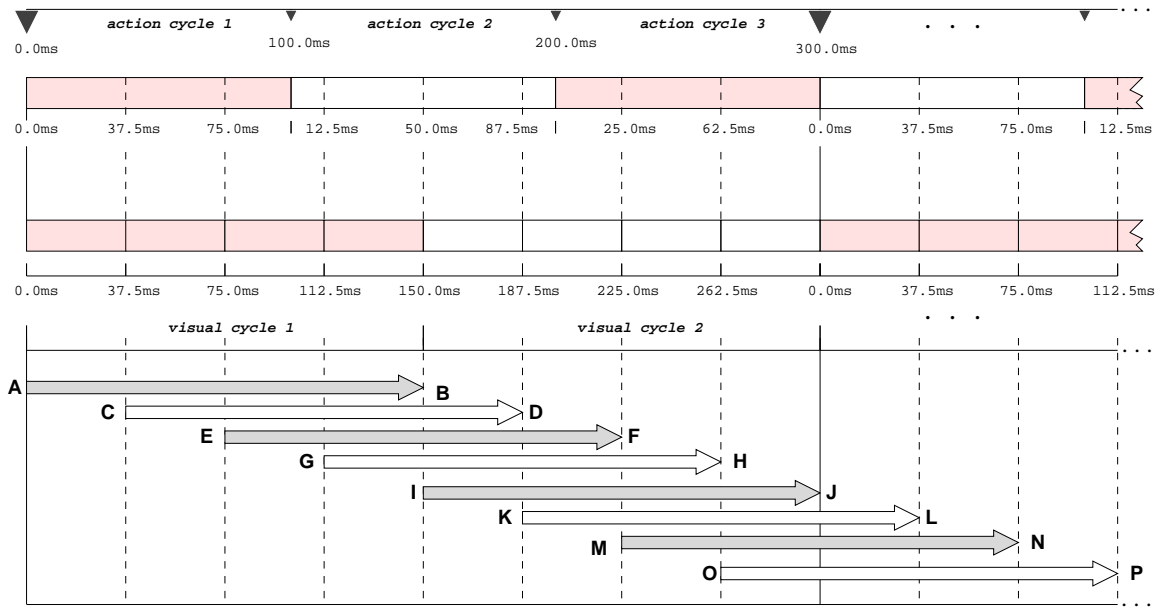 action cycle 1 action cycle 2 action cycle 3 . . . . . .
0.0ms 100.0ms 200.0ms 300.0ms
0.0ms 37.5ms 75.0ms 12.5ms 50.0ms 87.5ms 25.0ms 62.5ms 0.0ms 37.5ms 75.0ms 12.5ms
0.0ms 37.5ms 75.0ms 112.5ms 150.0ms 187.5ms 225.0ms 262.5ms 0.0ms 37.5ms 75.0ms 112.5ms
. . .
visual cycle 1 visual cycle 2
. . .
A B
C D
E F
G H
I J
K L
M N
O P
. . .